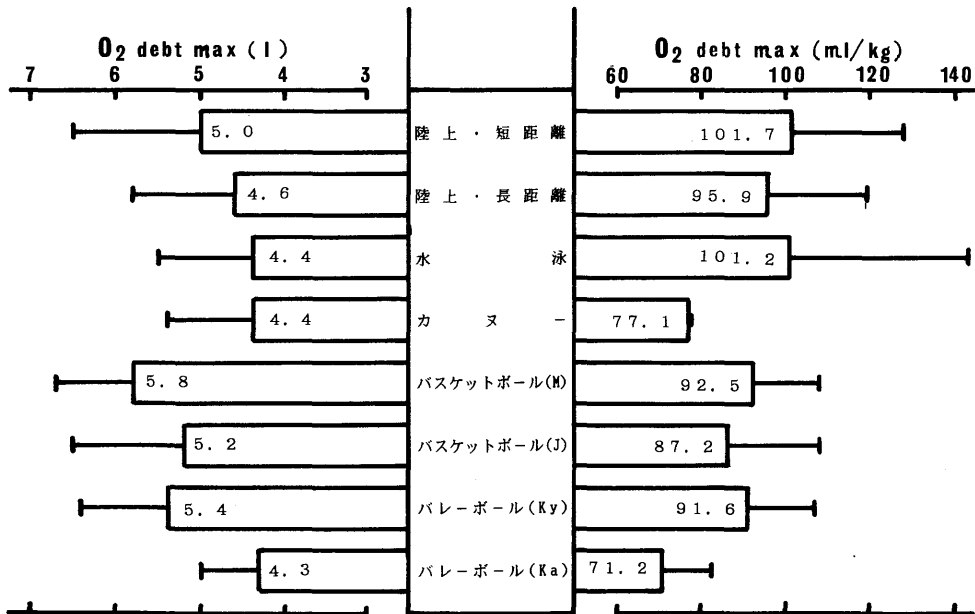 O₂ debt max (l) O₂ debt max (ml/kg)
7 6 5 4 3 60 80 100 120 140
5.0 陸上・短距離 101.7
4.6 陸上・長距離 95.9
4.4 水泳 101.2
4.4 カヌー 77.1
5.8 バスケットボール(M) 92.5
5.2 バスケットボール(J) 87.2
5.4 バレーボール(Ky) 91.6
4.3 バレーボール(Ka) 71.2